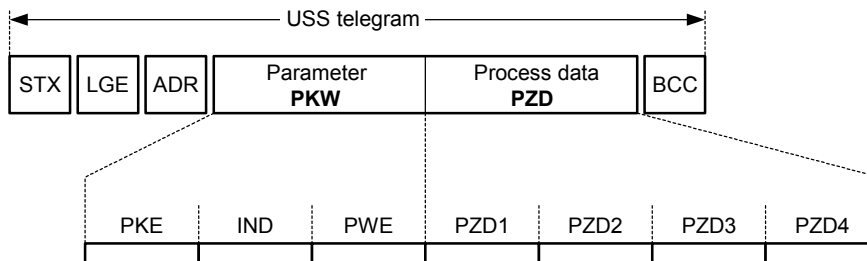 USS telegram
STX LGE ADR Parameter Process data BCC
PKW PZD
PKE IND PWE PZD1 PZD2 PZD3 PZD4